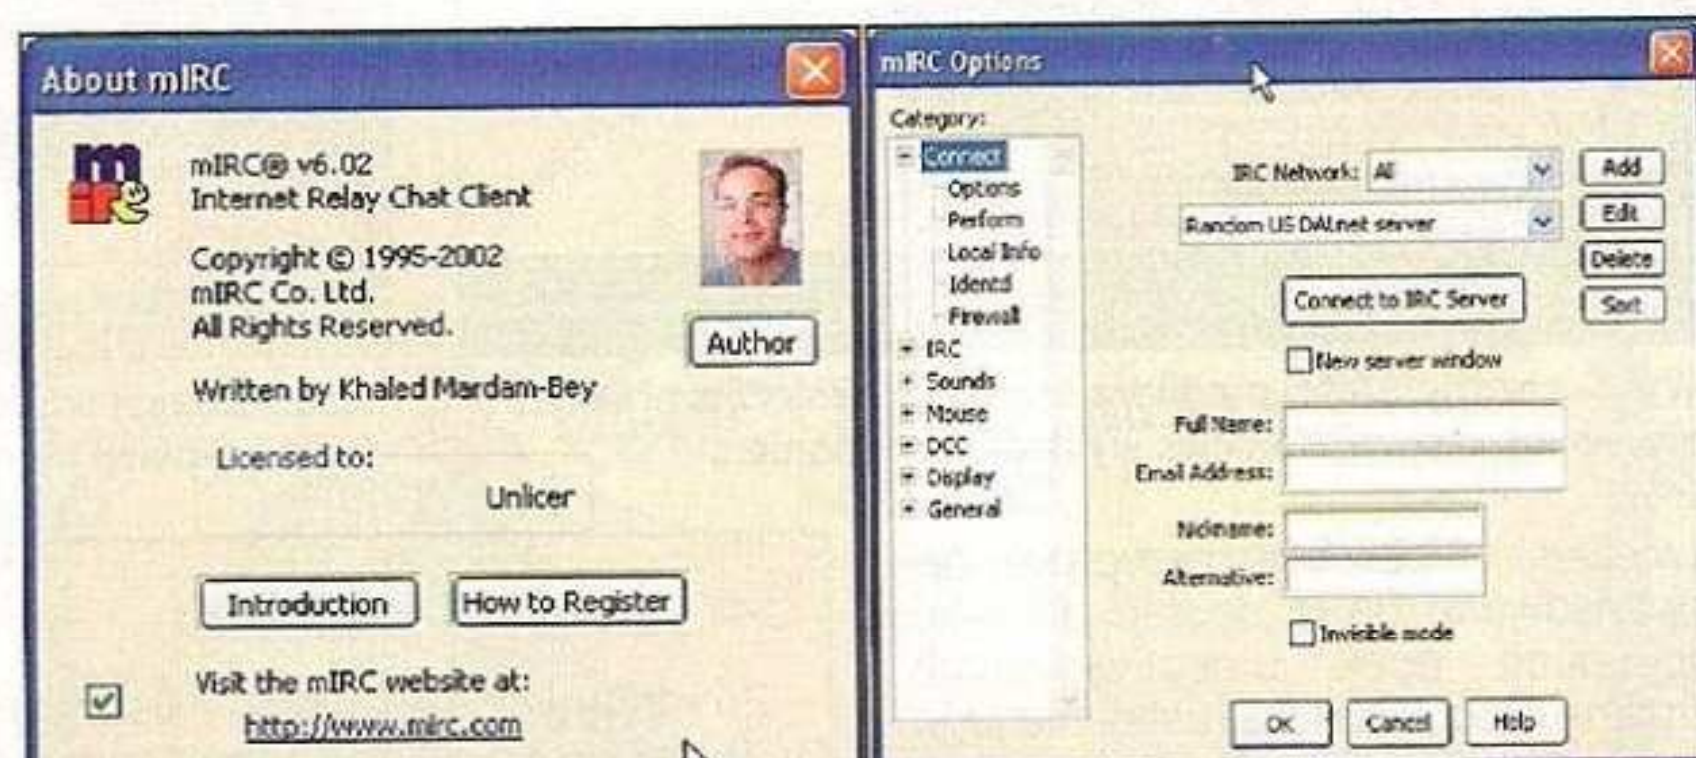 About mIRC
mirc
mIRC® v6.02
Internet Relay Chat Client
Copyright © 1995-2002
mIRC Co. Ltd.
All Rights Reserved.
Author
Written by Khaled Mardam-Bey
Licensed to:
Unlicer
Introduction
How to Register
Visit the mIRC website at:
http://www.mirc.com
mIRC Options
Category:
Connect
Options
Perform
Local Info
Identd
Firewall
IRC
Sounds
Mouse
DCC
Display
General
IRC Network: All
Random US DALnet server
Add
Edit
Delete
Sort
Connect to IRC Server
New server window
Full Name:
Email Address:
Nickname:
Alternative:
Invisible mode
OK
Cancel
Help